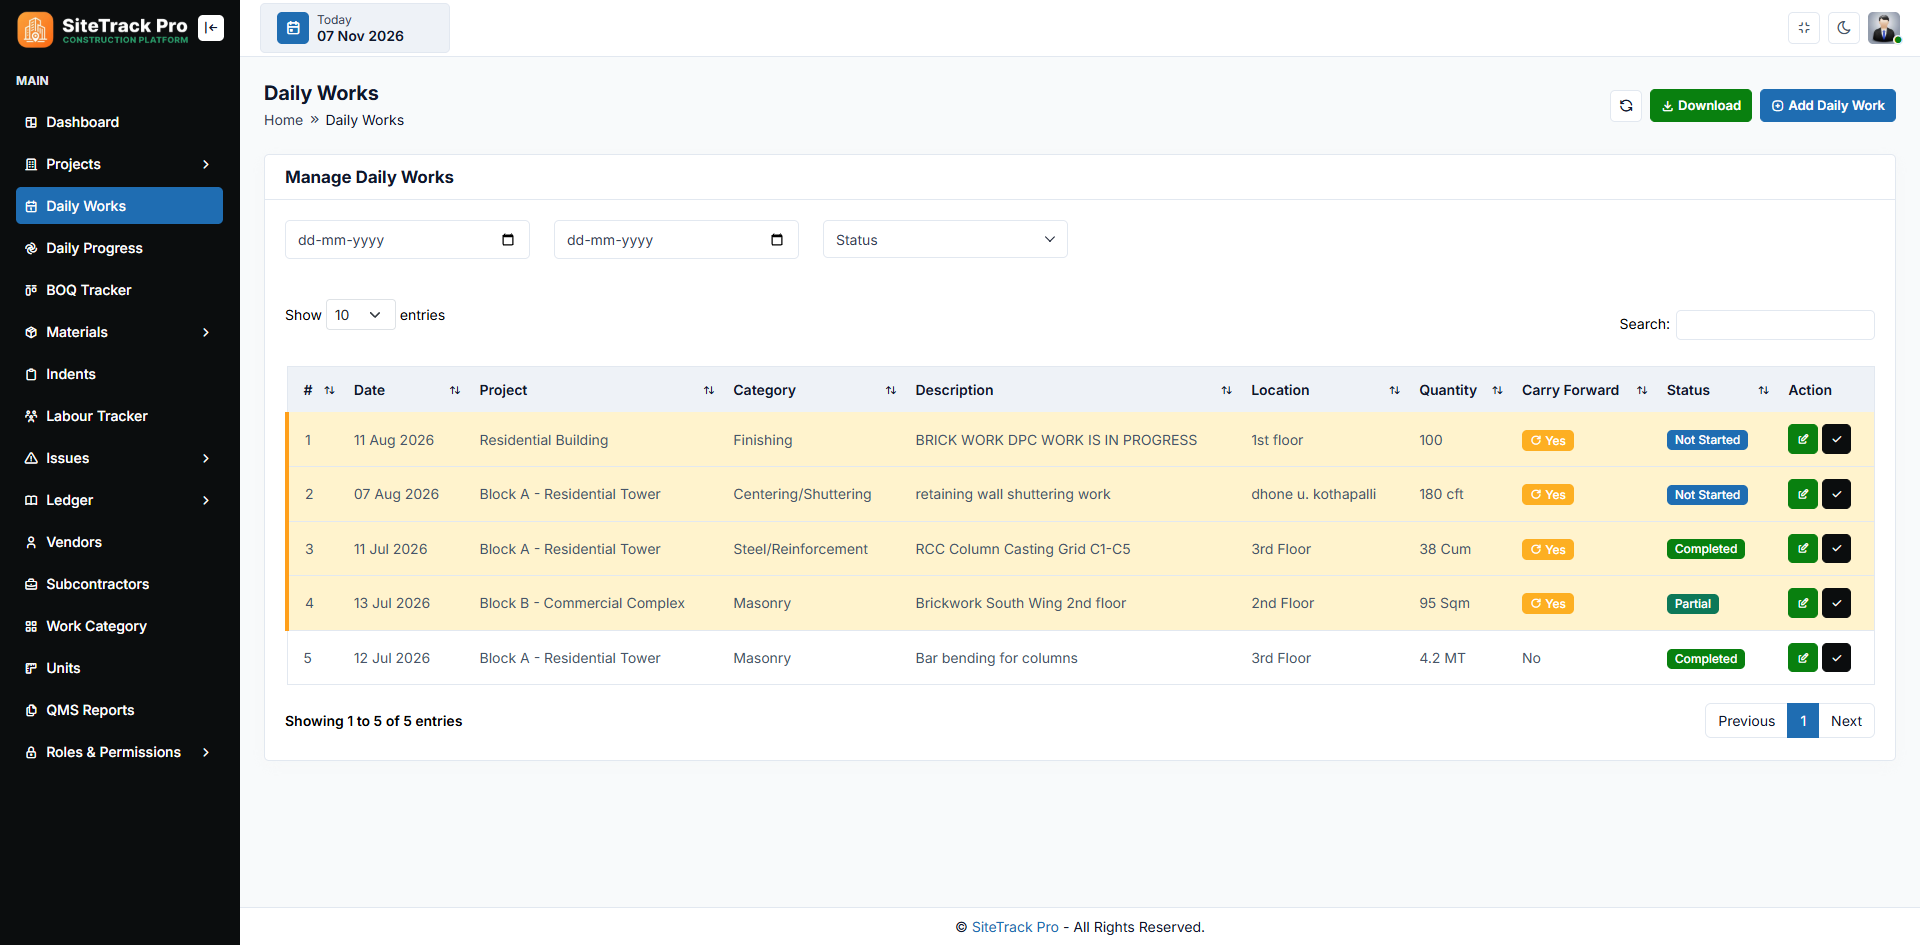 SiteTrack Pro
CONSTRUCTION PLATFORM
Today
07 Nov 2026
MAIN
Dashboard
Projects
Daily Works
Daily Progress
BOQ Tracker
Materials
Indents
Labour Tracker
Issues
Ledger
Vendors
Subcontractors
Work Category
Units
QMS Reports
Roles & Permissions
Daily Works
Home » Daily Works
Download
Add Daily Work
Manage Daily Works
dd-mm-yyyy
dd-mm-yyyy
Status
Show 10 entries
Search:
# Date Project Category Description Location Quantity Carry Forward Status Action
1 11 Aug 2026 Residential Building Finishing BRICK WORK DPC WORK IS IN PROGRESS 1st floor 100 Yes Not Started
2 07 Aug 2026 Block A - Residential Tower Centering/Shuttering retaining wall shuttering work dhone u. kothapalli 180 cft Yes Not Started
3 11 Jul 2026 Block A - Residential Tower Steel/Reinforcement RCC Column Casting Grid C1-C5 3rd Floor 38 Cum Yes Completed
4 13 Jul 2026 Block B - Commercial Complex Masonry Brickwork South Wing 2nd floor 2nd Floor 95 Sqm Yes Partial
5 12 Jul 2026 Block A - Residential Tower Masonry Bar bending for columns 3rd Floor 4.2 MT No Completed
Showing 1 to 5 of 5 entries
Previous 1 Next
© SiteTrack Pro - All Rights Reserved.